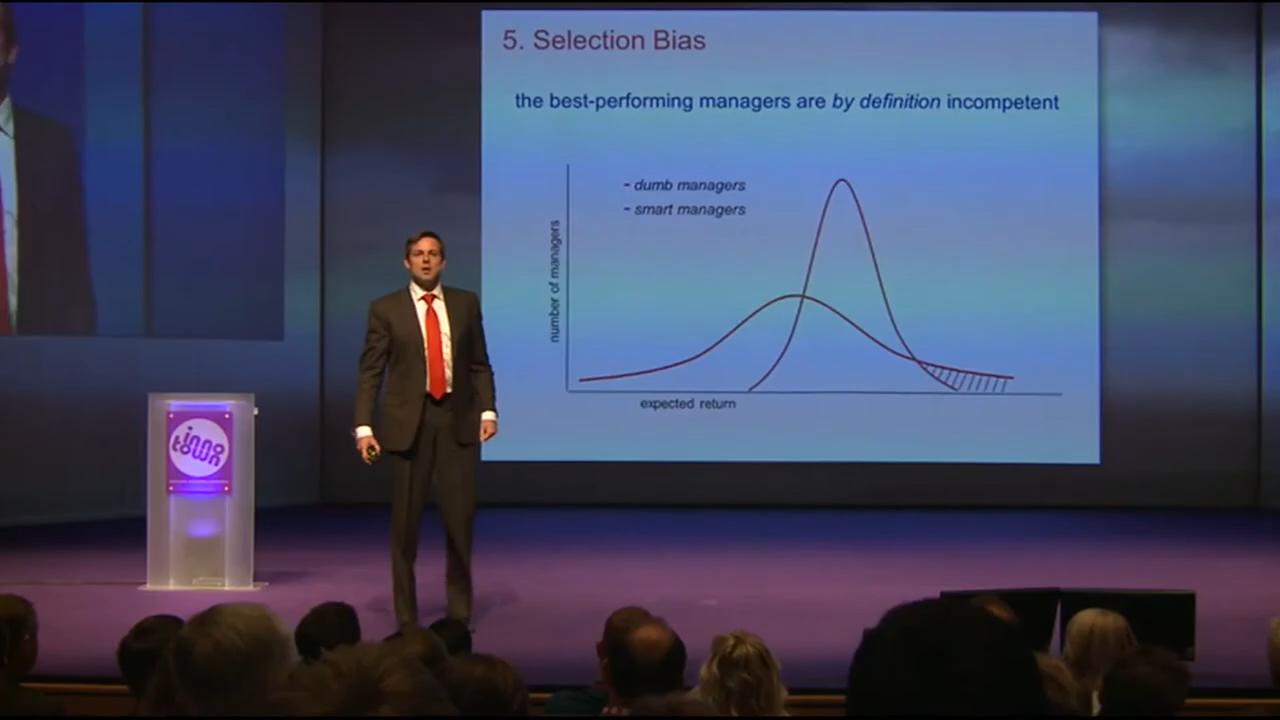 5. Selection Bias
the best-performing managers are by definition incompetent
- dumb managers
- smart managers
number of managers
expected return
inno
town